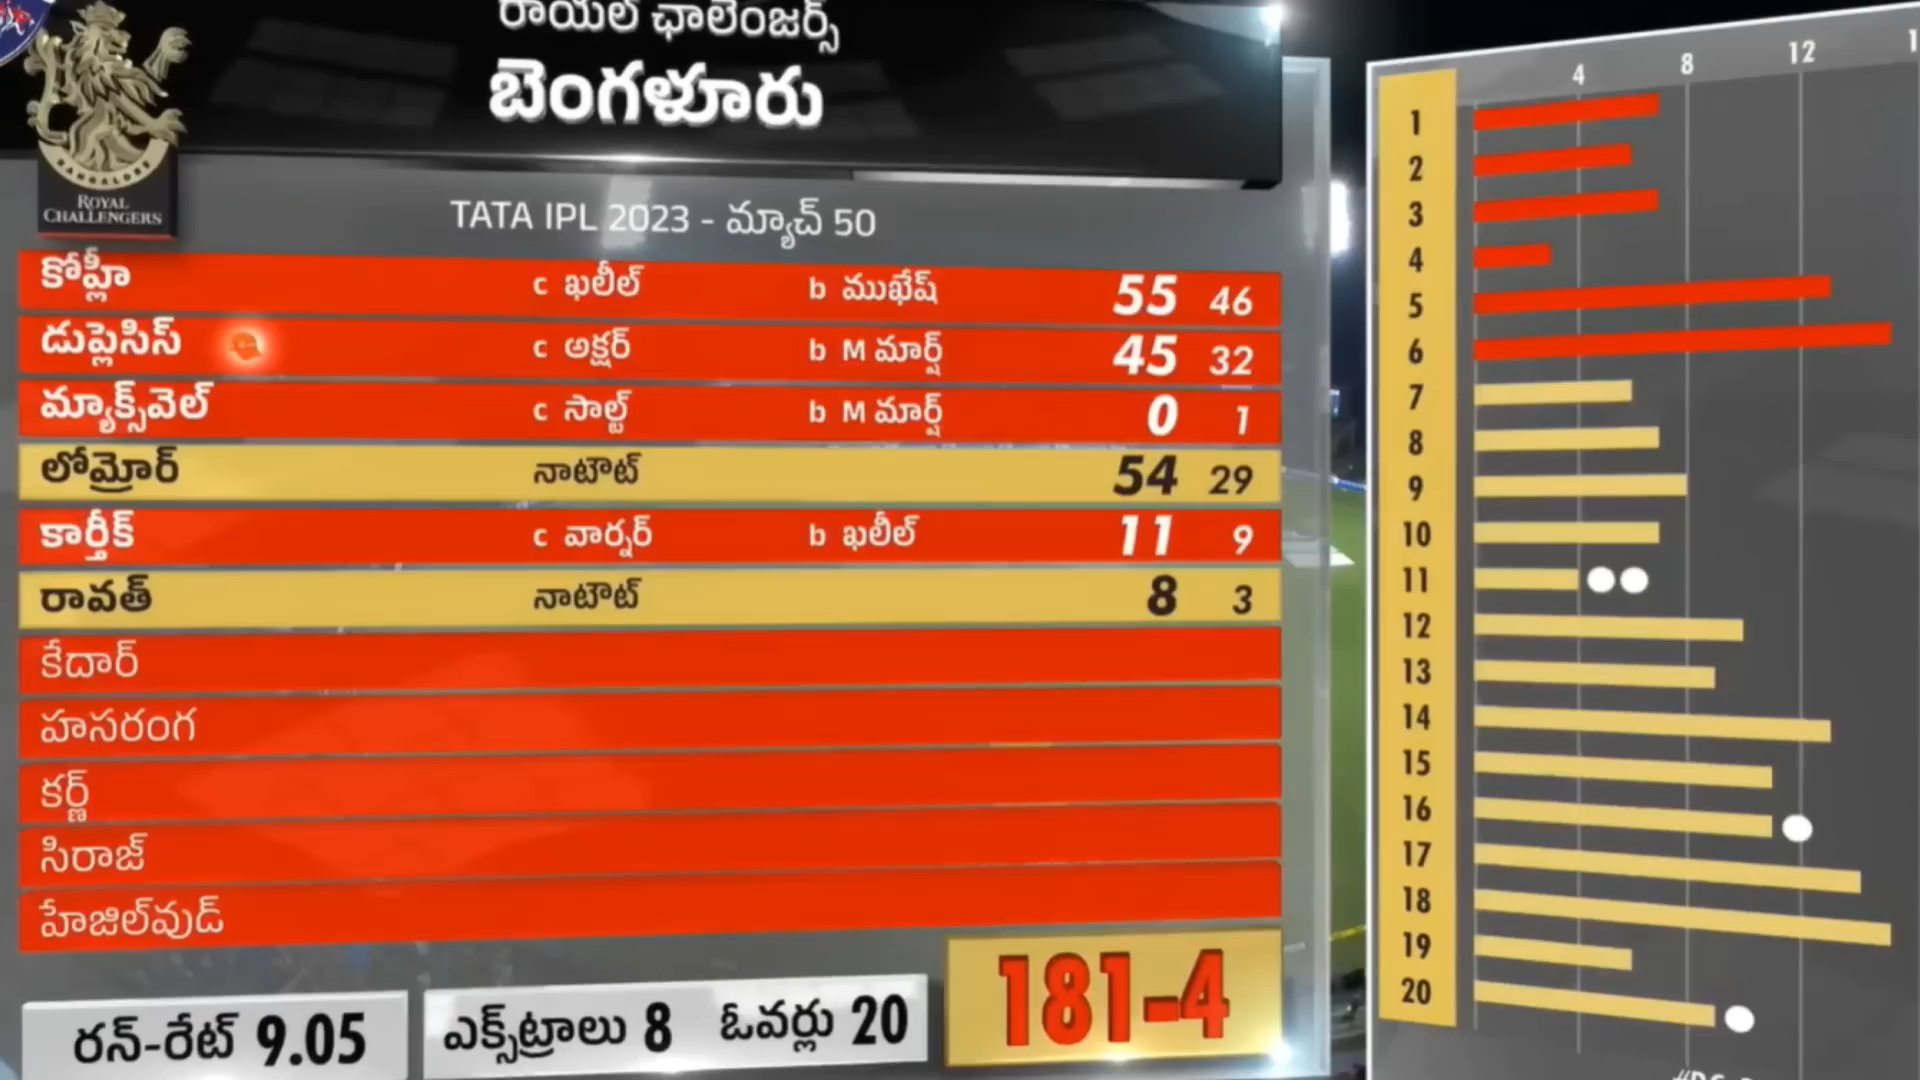 రాయల్ ఛాలెంజర్స్
బెంగళూరు
BANGALORE
ROYAL
CHALLENGERS
TATA IPL 2023 - మ్యాచ్ 50
కోహ్లీ c ఖలీల్ b ముఖేష్ 55 46
డుప్లెసిస్ c అక్షర్ b M మార్ష్ 45 32
మ్యాక్స్‌వెల్ c సాల్ట్ b M మార్ష్ 0 1
లోమ్రోర్ నాటౌట్ 54 29
కార్తీక్ c వార్నర్ b ఖలీల్ 11 9
రావత్ నాటౌట్ 8 3
కేదార్
హసరంగ
కర్ణ్
సిరాజ్
హేజిల్‌వుడ్
రన్-రేట్ 9.05 ఎక్స్‌ట్రాలు 8 ఓవర్లు 20 181-4
4 8 12
1
2
3
4
5
6
7
8
9
10
11
12
13
14
15
16
17
18
19
20